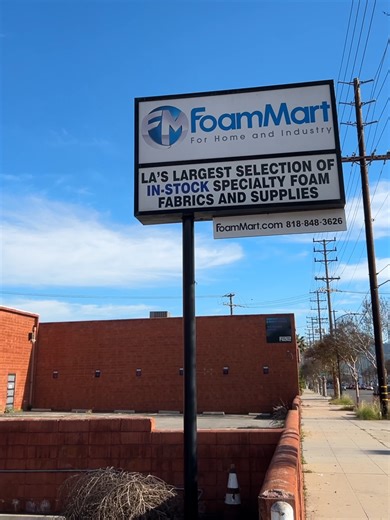 FM FoamMart
For Home and Industry
LA'S LARGEST SELECTION OF
IN-STOCK SPECIALTY FOAM
FABRICS AND SUPPLIES
foamMart.com 818-848-3626